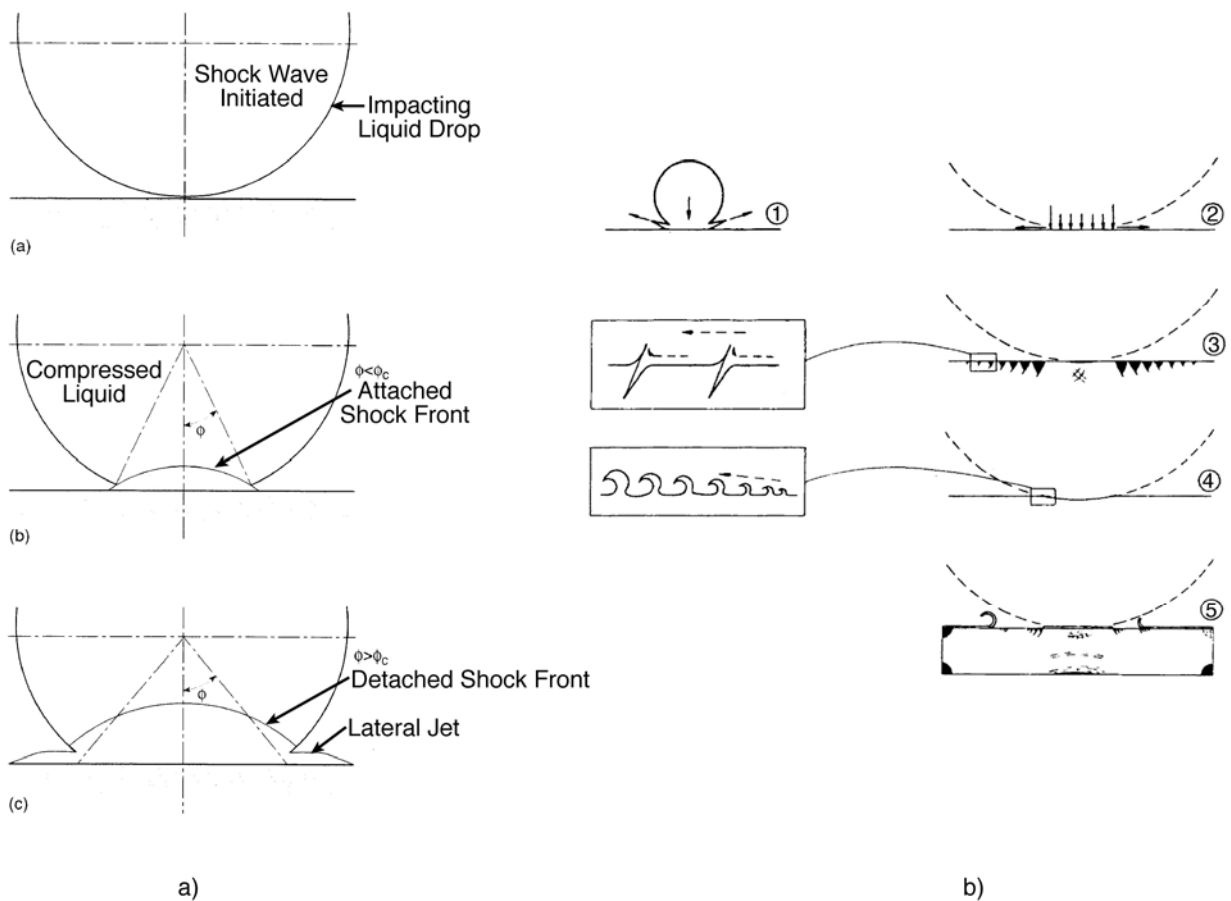 Shock Wave
Initiated
Impacting
Liquid Drop
(a)
Compressed
Liquid
ϕ<ϕc
Attached
Shock Front
ϕ
(b)
ϕ>ϕc
Detached Shock Front
ϕ
Lateral Jet
(c)
a)
①
②
③
④
⑤
b)